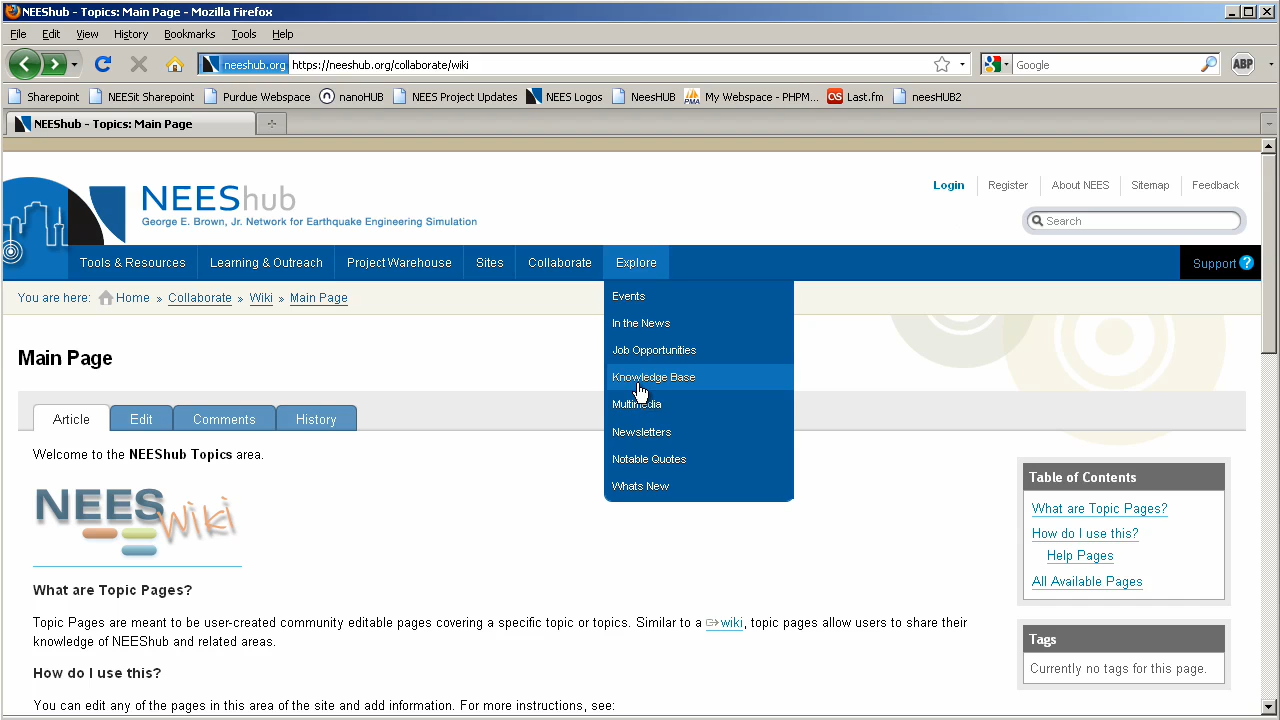 NEEShub - Topics: Main Page - Mozilla Firefox
File Edit View History Bookmarks Tools Help
neeshub.org https://neeshub.org/collaborate/wiki Google ABP
Sharepoint NEESit Sharepoint Purdue Webspace nanoHUB NEES Project Updates NEES Logos NeesHUB PMA My Webspace - PHPM... OS Last.fm neesHUB2
NEEShub - Topics: Main Page
NEEShub
George E. Brown, Jr. Network for Earthquake Engineering Simulation
Login Register About NEES Sitemap Feedback
Search
Tools & Resources Learning & Outreach Project Warehouse Sites Collaborate Explore Support ?
You are here: Home » Collaborate » Wiki » Main Page
Events
In the News
Job Opportunities
Knowledge Base
Multimedia
Newsletters
Notable Quotes
Whats New
Main Page
Article Edit Comments History
Welcome to the NEEShub Topics area.
NEES Wiki
What are Topic Pages?
Topic Pages are meant to be user-created community editable pages covering a specific topic or topics. Similar to a wiki, topic pages allow users to share their
knowledge of NEEShub and related areas.
How do I use this?
You can edit any of the pages in this area of the site and add information. For more instructions, see:
Table of Contents
What are Topic Pages?
How do I use this?
Help Pages
All Available Pages
Tags
Currently no tags for this page.